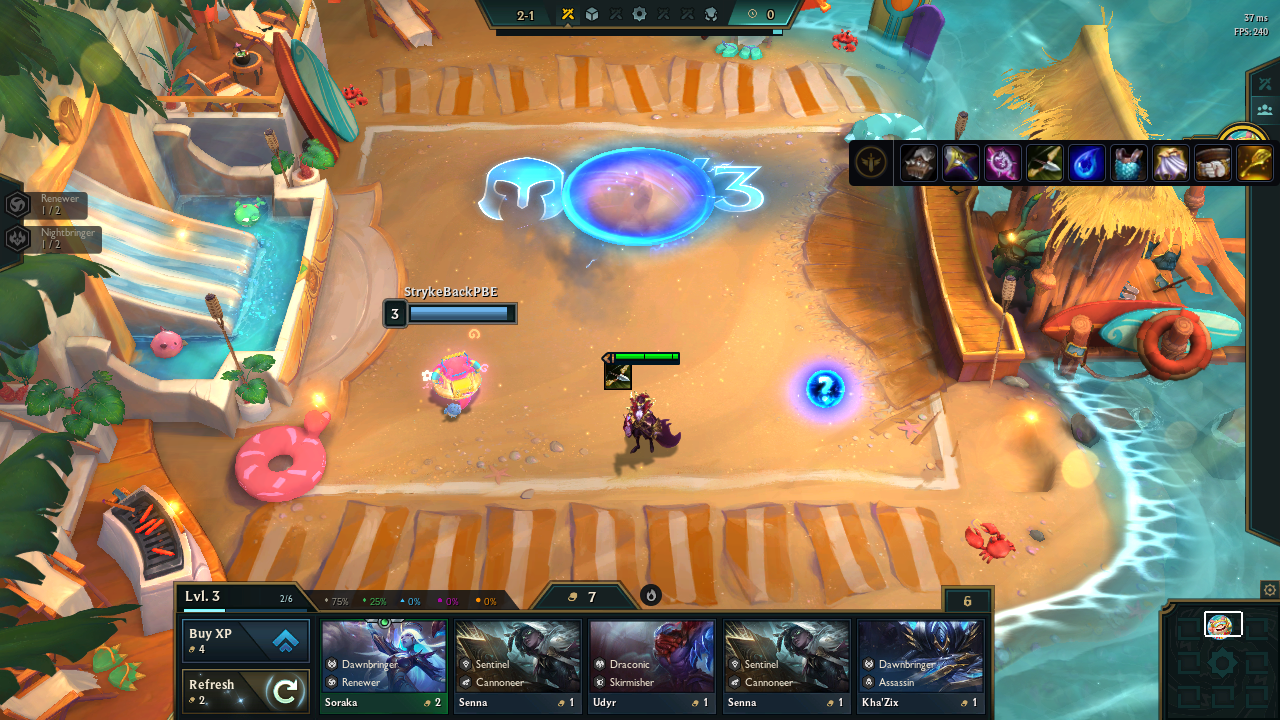 2-1
0
37 ms
FPS: 240
Renewer
1 / 2
Nightbringer
1 / 2
3
StrykeBackPBE
3
?
Lvl. 3
2/6
75%
25%
0%
0%
0%
7
6
Buy XP
4
Refresh
2
Dawnbringer
Renewer
Soraka
2
Sentinel
Cannoneer
Senna
1
Draconic
Skirmisher
Udyr
1
Sentinel
Cannoneer
Senna
1
Dawnbringer
Assassin
Kha'Zix
1